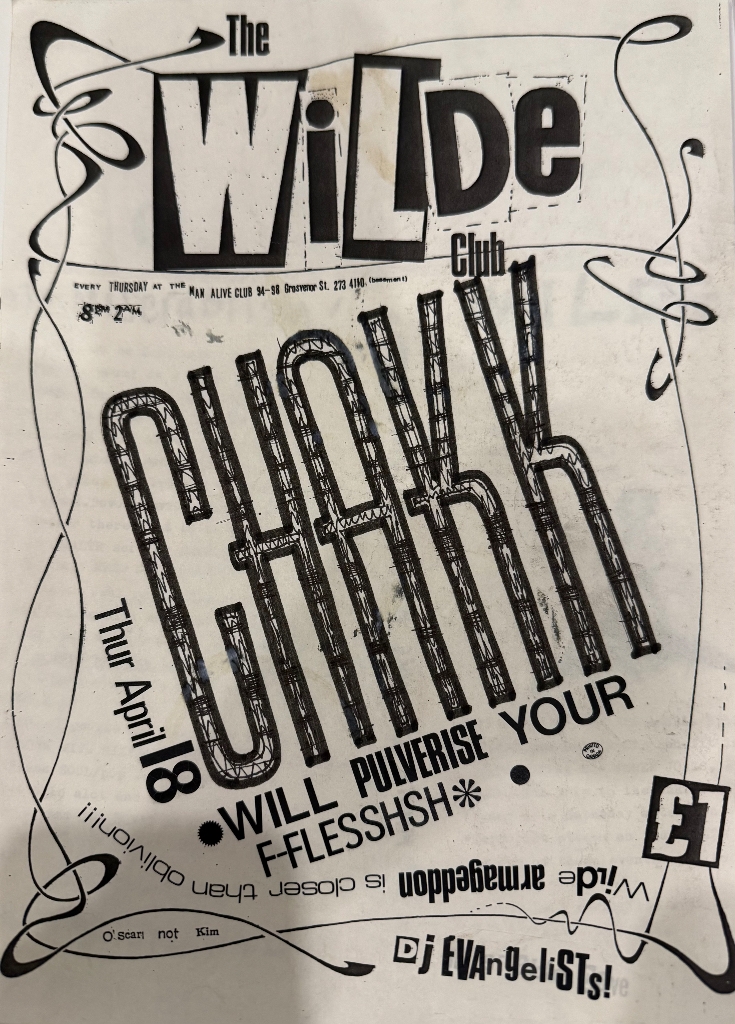 The
WiLDe
Club
EVERY THURSDAY AT THE MAN ALIVE CLUB 94-98 Grosvenor St. 273 4110 (basement)
8PM 2AM
CHAKK
Thur April 18
WILL PULVERISE YOUR
F-FLESSHSH*
Wilde armageddon is closer than oblivion!!!
£1
O'scar not Kim
Dj EVAngeliSTs!